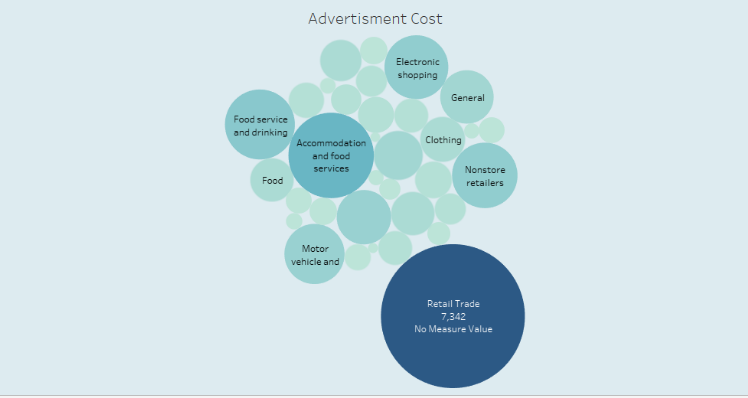 Advertisment Cost
Electronic
shopping
General
Food service
and drinking
Accommodation
and food
services
Clothing
Nonstore
retailers
Food
Motor
vehicle and
Retail Trade
7,342
No Measure Value